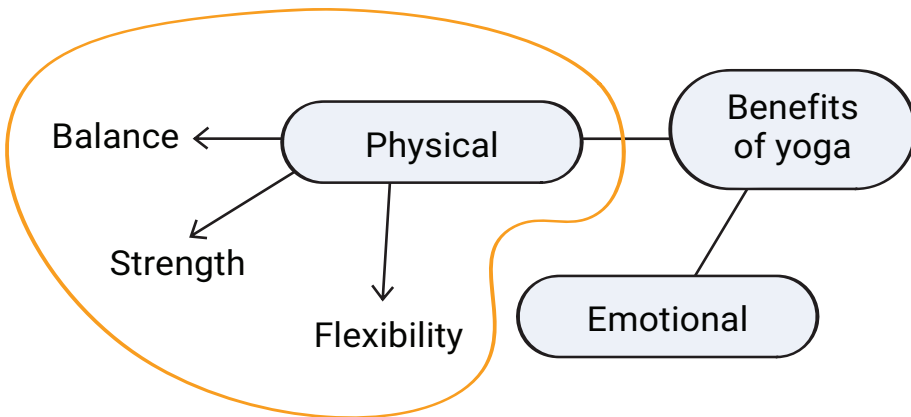 Balance
Physical
Benefits
of yoga
Strength
Flexibility
Emotional